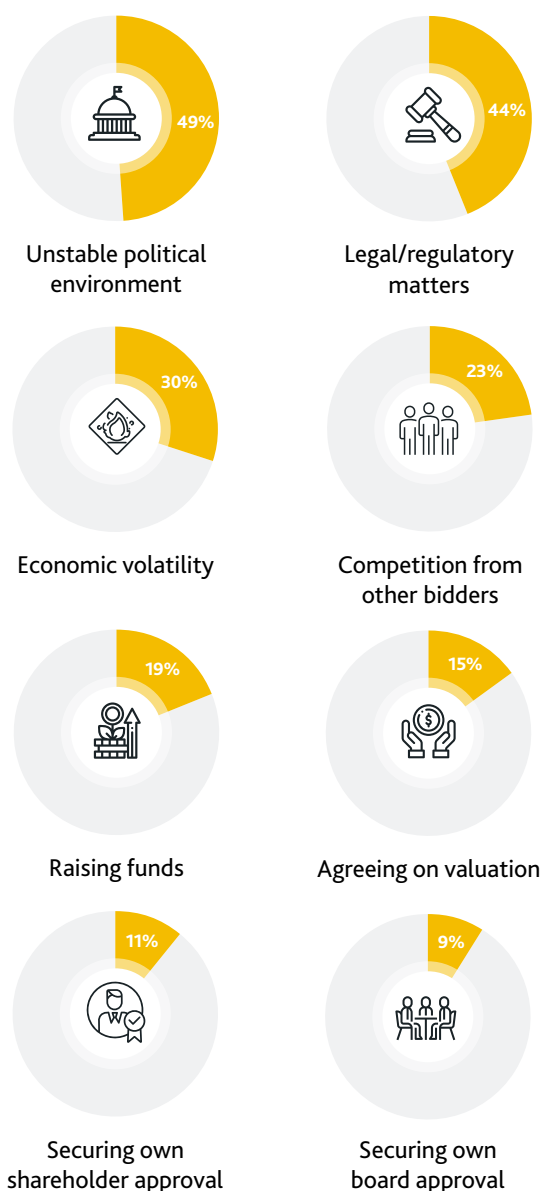 49%
44%
Unstable political
environment
Legal/regulatory
matters
30%
23%
Economic volatility
Competition from
other bidders
19%
15%
$
Raising funds
Agreeing on valuation
11%
9%
Securing own
shareholder approval
Securing own
board approval